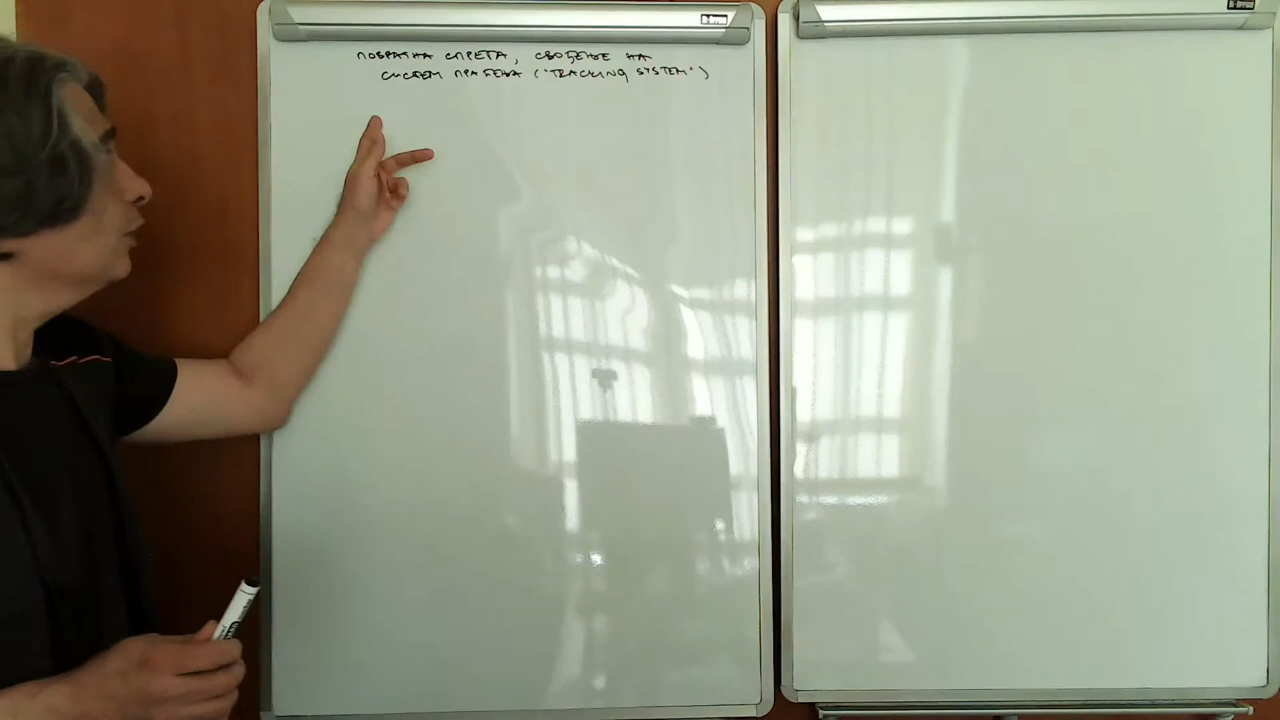 ПОВРАТНА СПРЕГА, СВОЂЕЊЕ НА
СИСТЕМ ПРАЋЕЊА ("TRACKING SYSTEM")